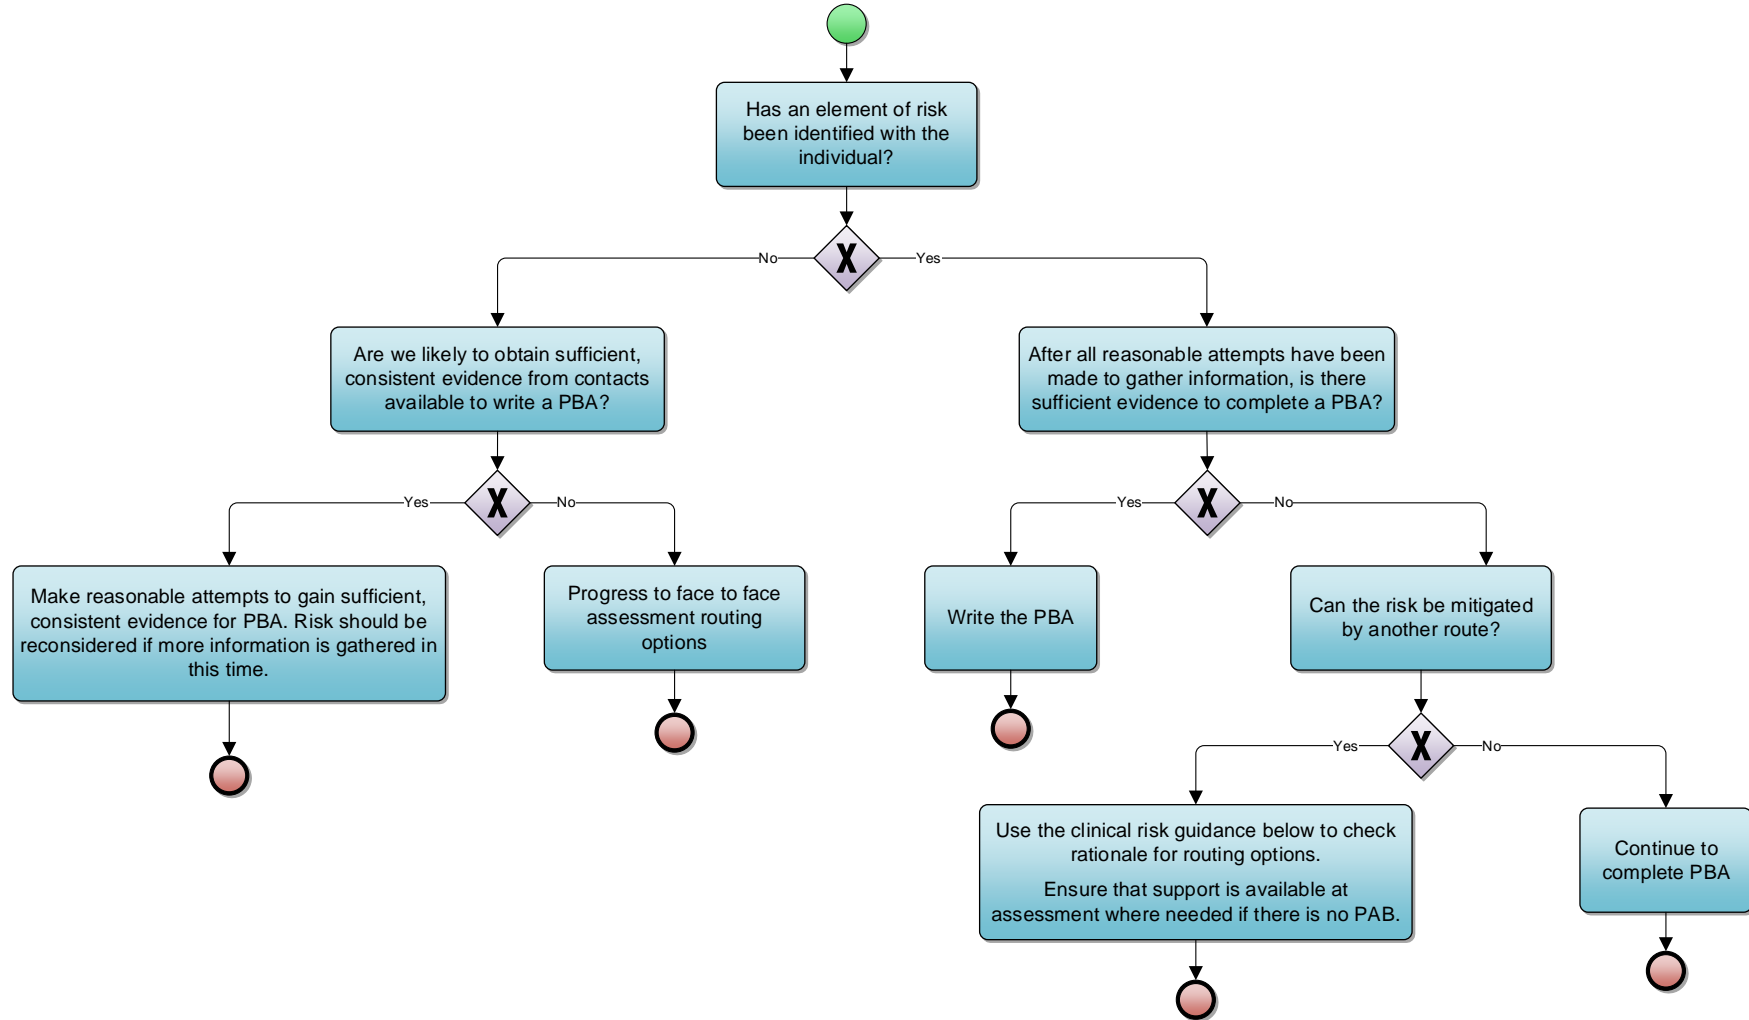 Has an element of risk
been identified with the
individual?
No
Yes
Are we likely to obtain sufficient,
consistent evidence from contacts
available to write a PBA?
After all reasonable attempts have been
made to gather information, is there
sufficient evidence to complete a PBA?
Yes
No
Yes
No
Make reasonable attempts to gain sufficient,
consistent evidence for PBA. Risk should be
reconsidered if more information is gathered in
this time.
Progress to face to face
assessment routing
options
Write the PBA
Can the risk be mitigated
by another route?
Yes
No
Use the clinical risk guidance below to check
rationale for routing options.
Ensure that support is available at
assessment where needed if there is no PAB.
Continue to
complete PBA